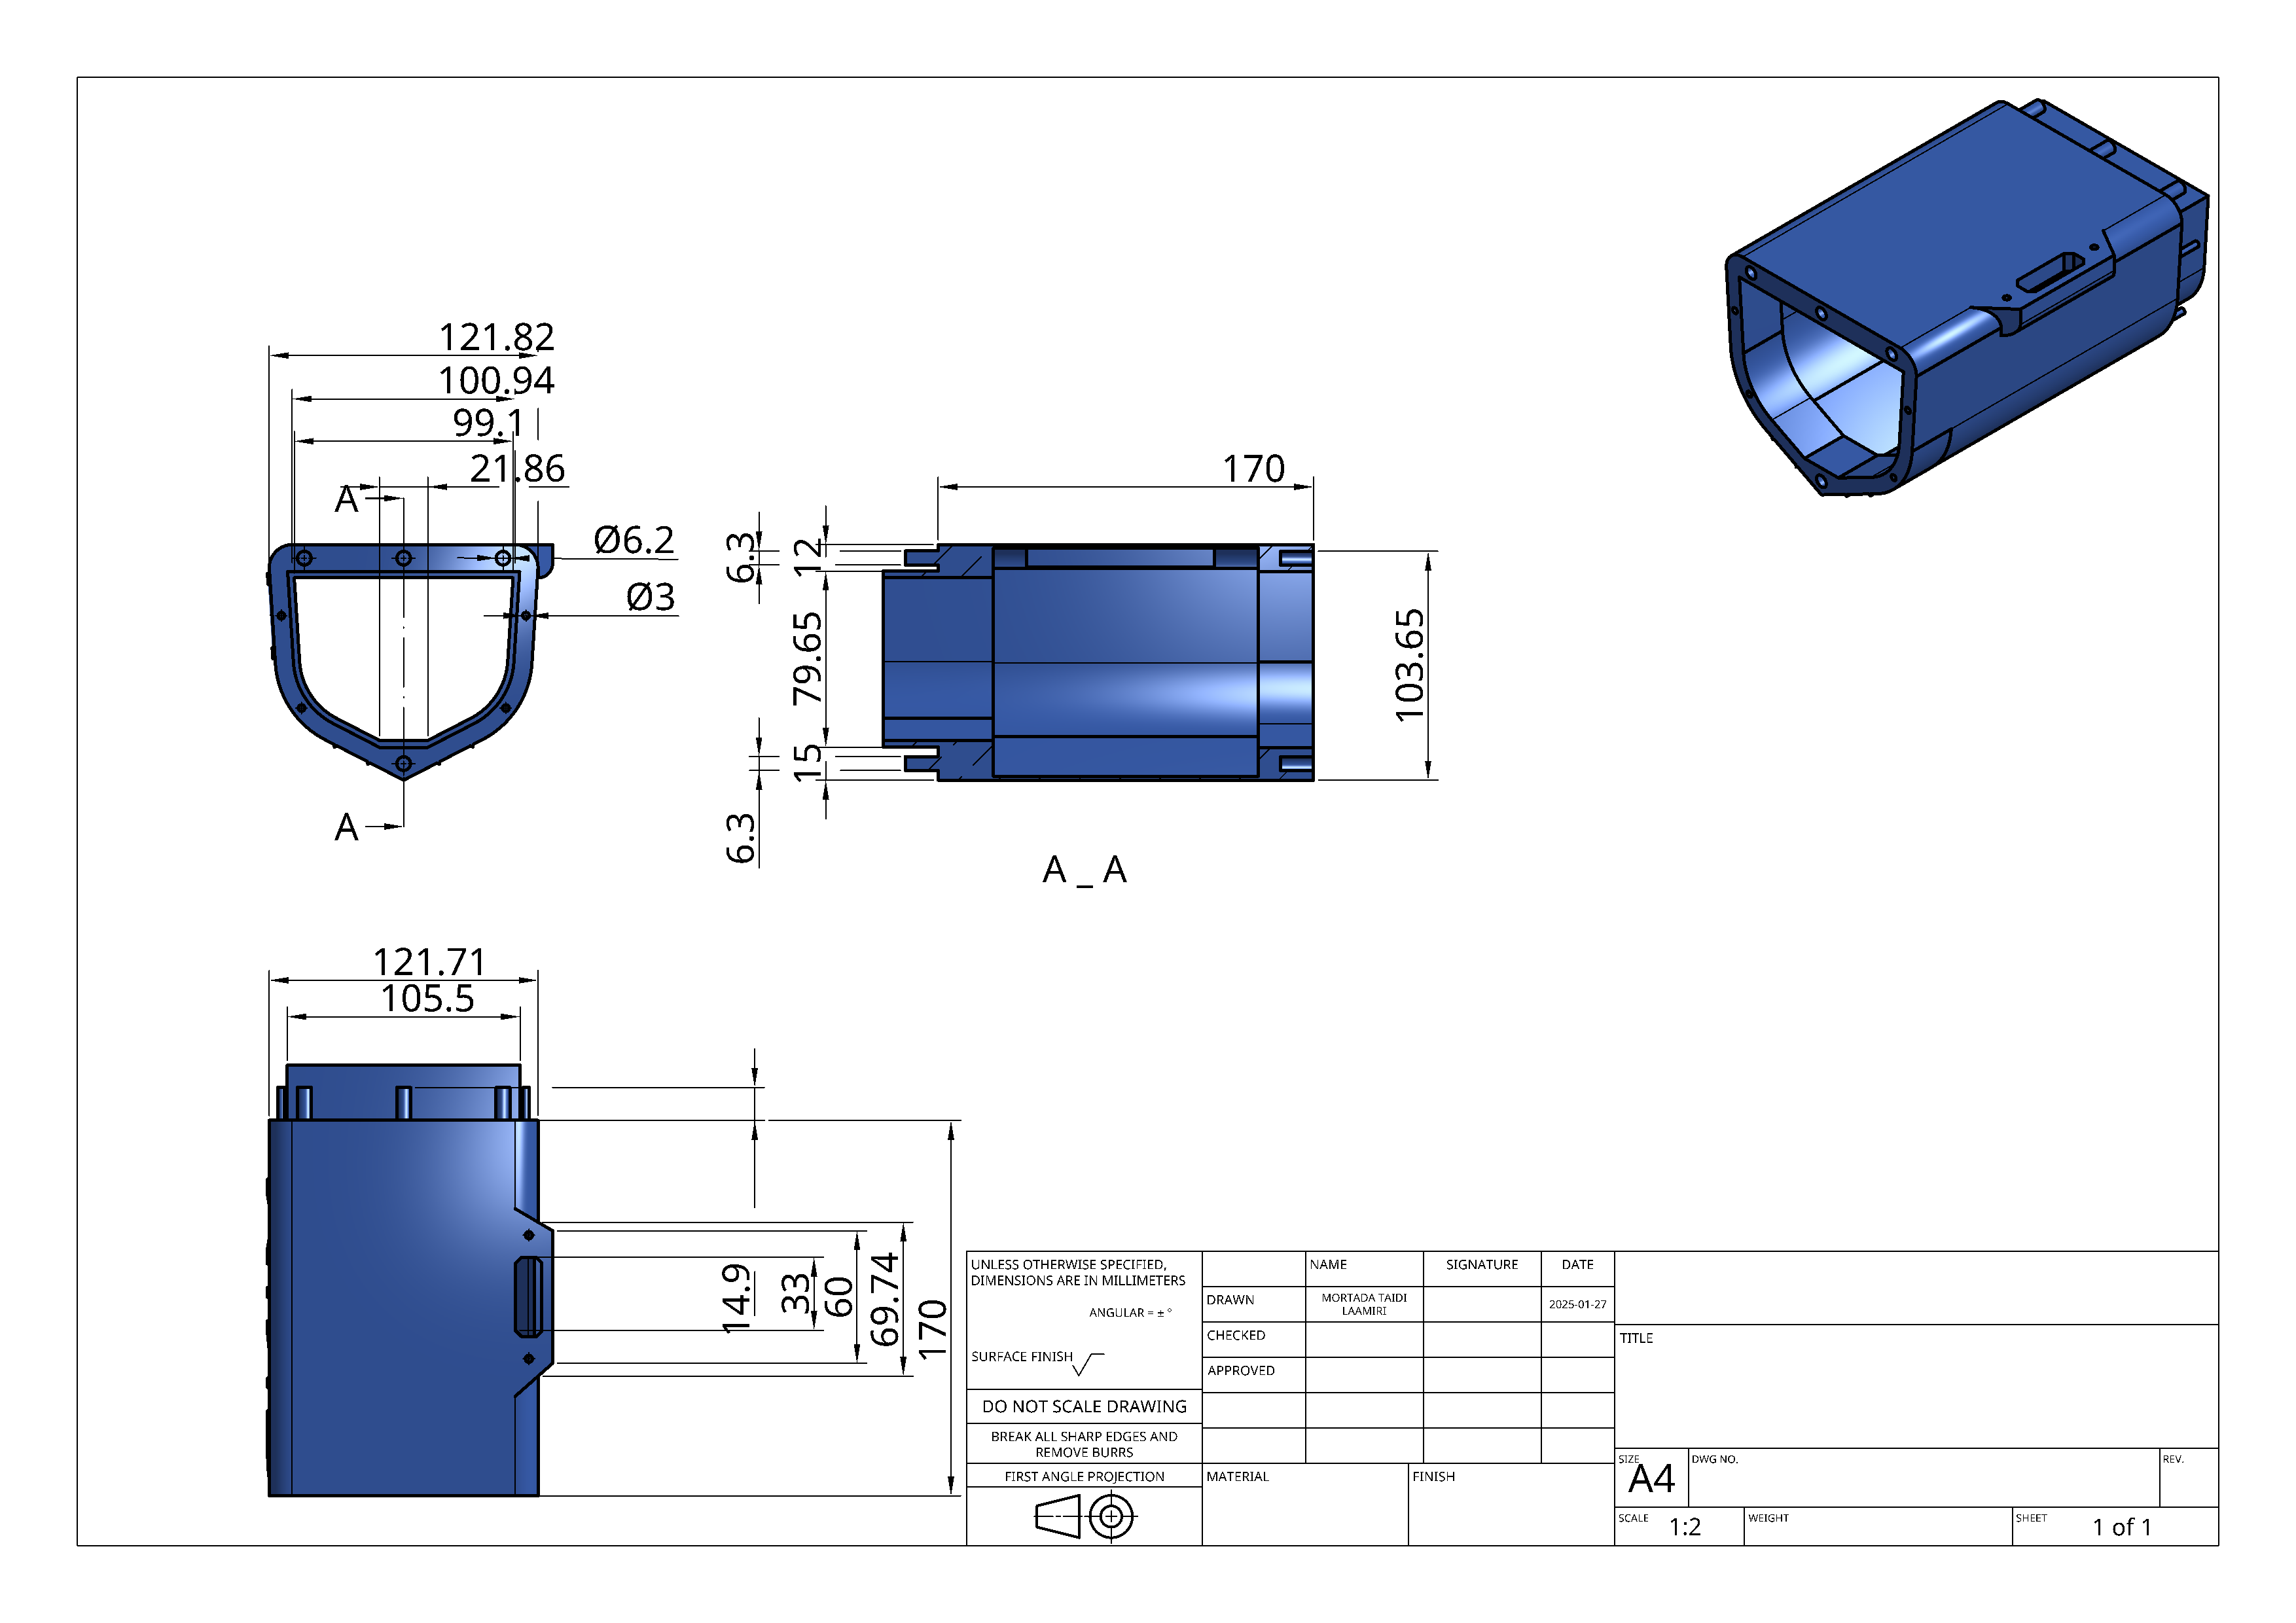 121.82
100.94
99.1
21.86
A
Ø6.2
Ø3
A
170
6.3
12
79.65
15
6.3
103.65
A _ A
121.71
105.5
14.9
33
60
69.74
170
UNLESS OTHERWISE SPECIFIED,
DIMENSIONS ARE IN MILLIMETERS
ANGULAR = ± °
SURFACE FINISH
DO NOT SCALE DRAWING
BREAK ALL SHARP EDGES AND
REMOVE BURRS
FIRST ANGLE PROJECTION
NAME
SIGNATURE
DATE
DRAWN
MORTADA TAIDI
LAAMIRI
2025-01-27
CHECKED
APPROVED
MATERIAL
FINISH
TITLE
SIZE
A4
DWG NO.
REV.
SCALE
1:2
WEIGHT
SHEET
1 of 1